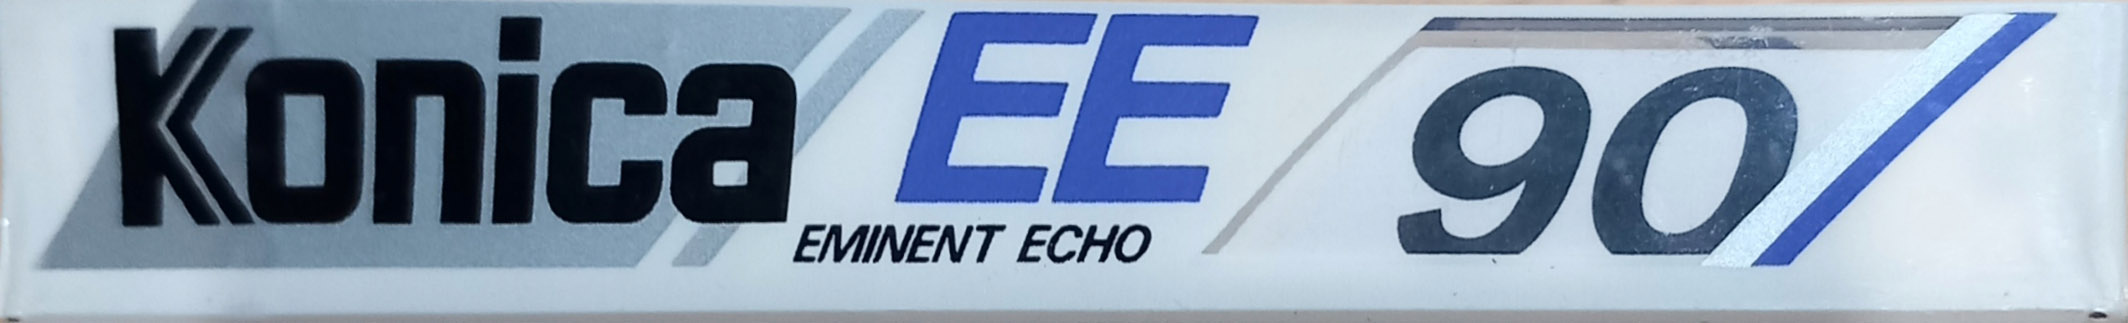 Konica EE 90
EMINENT ECHO